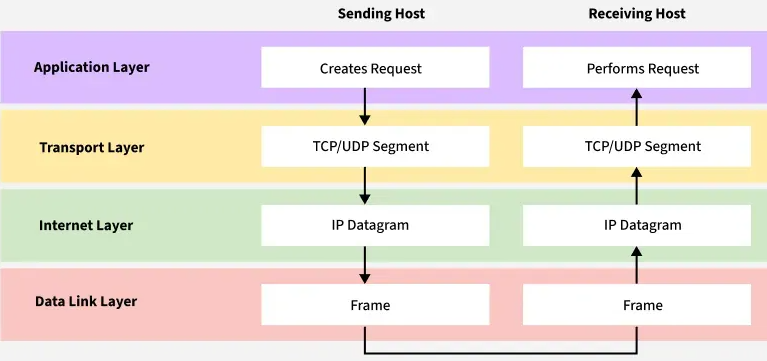 Sending Host
Receiving Host
Application Layer
Creates Request
Performs Request
Transport Layer
TCP/UDP Segment
TCP/UDP Segment
Internet Layer
IP Datagram
IP Datagram
Data Link Layer
Frame
Frame